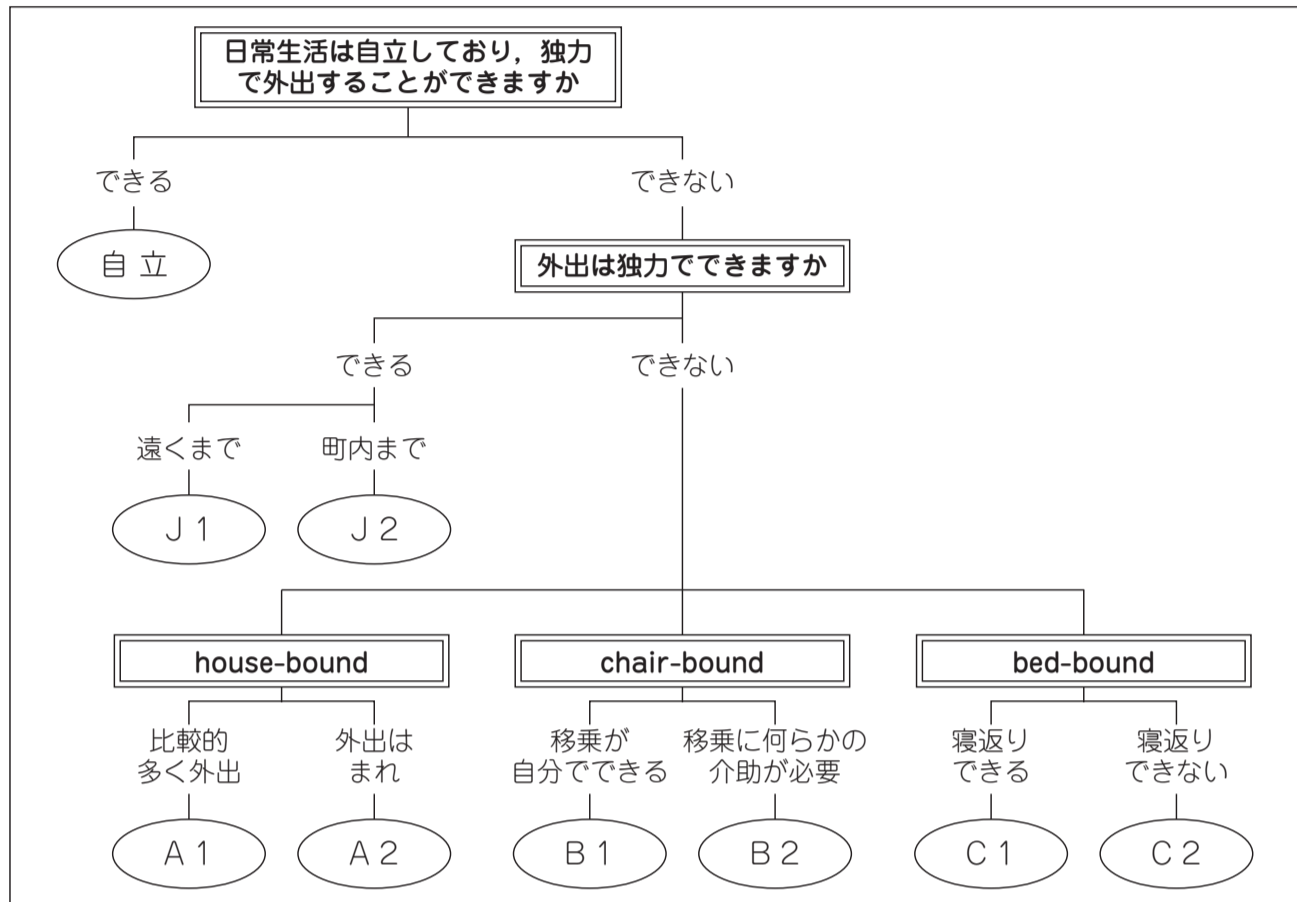 日常生活は自立しており，独力
で外出することができますか
できる
できない
自 立
外出は独力でできますか
できる
できない
遠くまで
町内まで
J 1
J 2
house-bound
chair-bound
bed-bound
比較的
多く外出
外出は
まれ
移乗が
自分でできる
移乗に何らかの
介助が必要
寝返り
できる
寝返り
できない
A 1
A 2
B 1
B 2
C 1
C 2